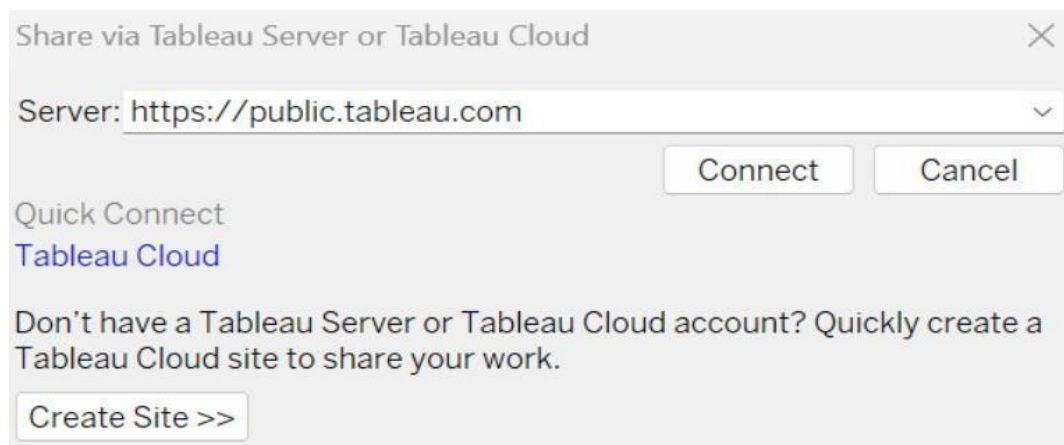 Share via Tableau Server or Tableau Cloud
Server: https://public.tableau.com
Connect Cancel
Quick Connect
Tableau Cloud
Don't have a Tableau Server or Tableau Cloud account? Quickly create a
Tableau Cloud site to share your work.
Create Site >>